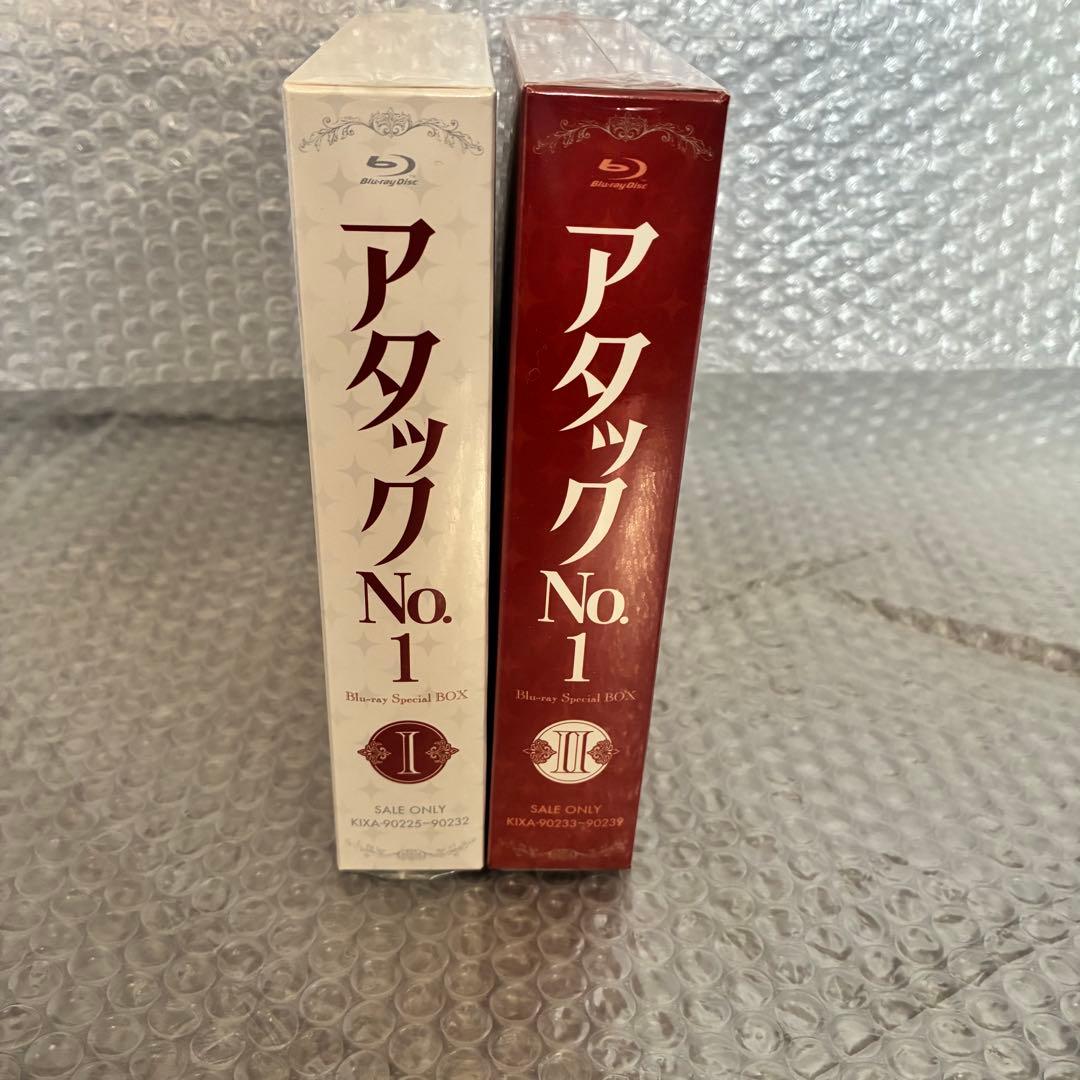 Blu-ray Disc
アタック
No.
1
Blu-ray Special BOX
I
SALE ONLY
KIXA-90225~90232
Blu-ray Disc
アタック
No.
1
Blu-ray Special BOX
II
SALE ONLY
KIXA-90233~90239